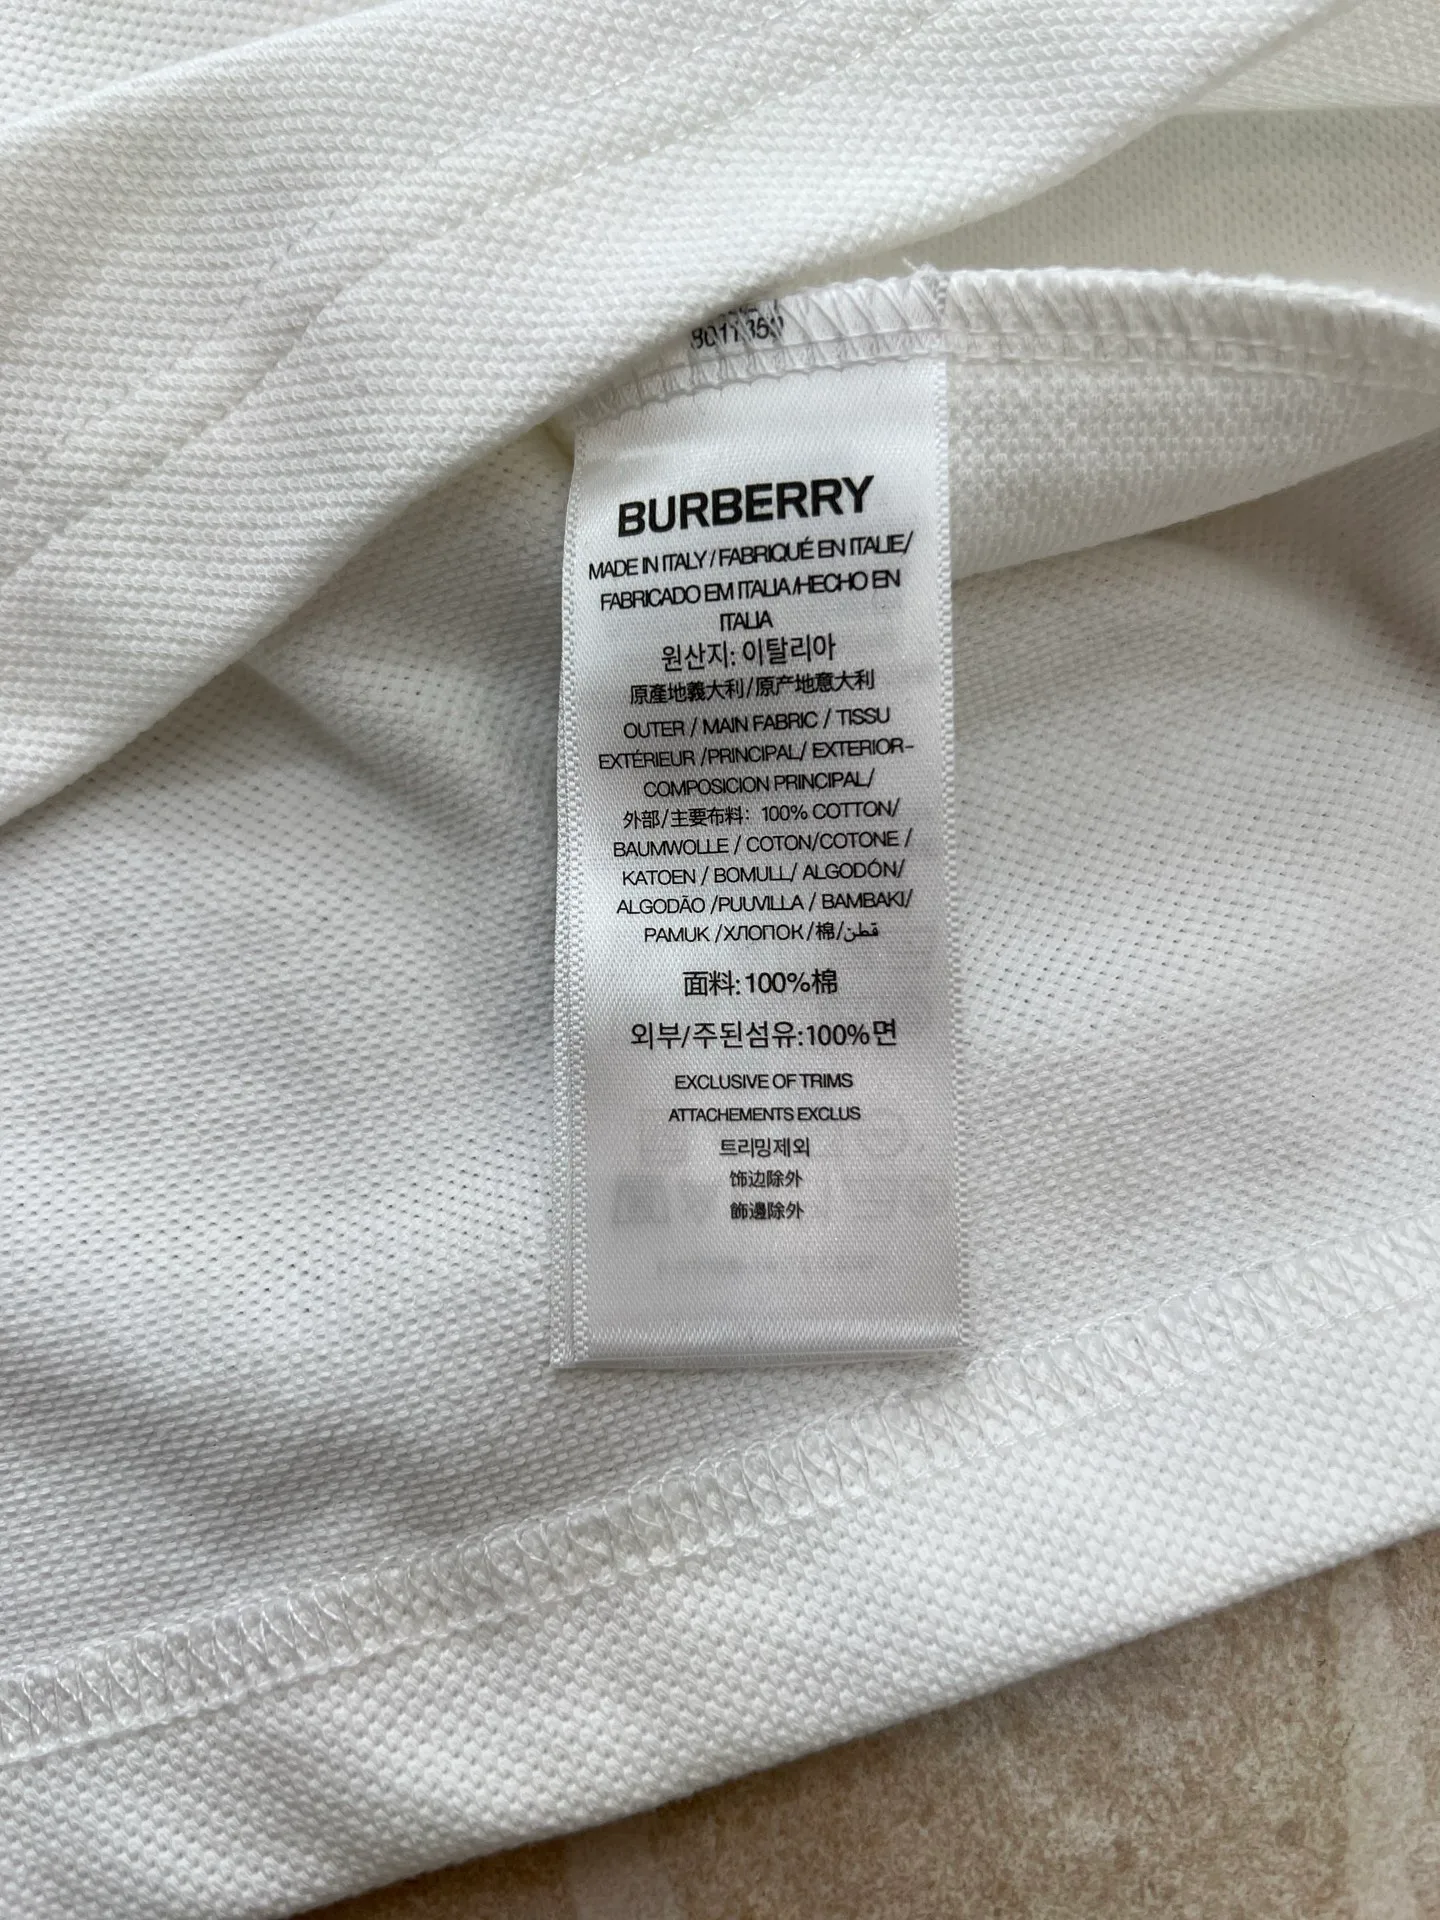 BURBERRY
MADE IN ITALY / FABRIQUÉ EN ITALIE/
FABRICADO EM ITALIA/HECHO EN
ITALIA
원산지: 이탈리아
原產地義大利/原产地意大利
OUTER / MAIN FABRIC / TISSU
EXTÉRIEUR /PRINCIPAL/ EXTERIOR-
COMPOSICION PRINCIPAL/
外部/主要布料: 100% COTTON/
BAUMWOLLE / COTON/COTONE /
KATOEN / BOMULL/ ALGODÓN/
ALGODÃO /PUUVILLA / BAMBAKI/
PAMUK /ХЛОПОК/棉/قطن
面料: 100%棉
외부/주된섬유:100%면
EXCLUSIVE OF TRIMS
ATTACHEMENTS EXCLUS
트리밍제외
饰边除外
飾邊除外